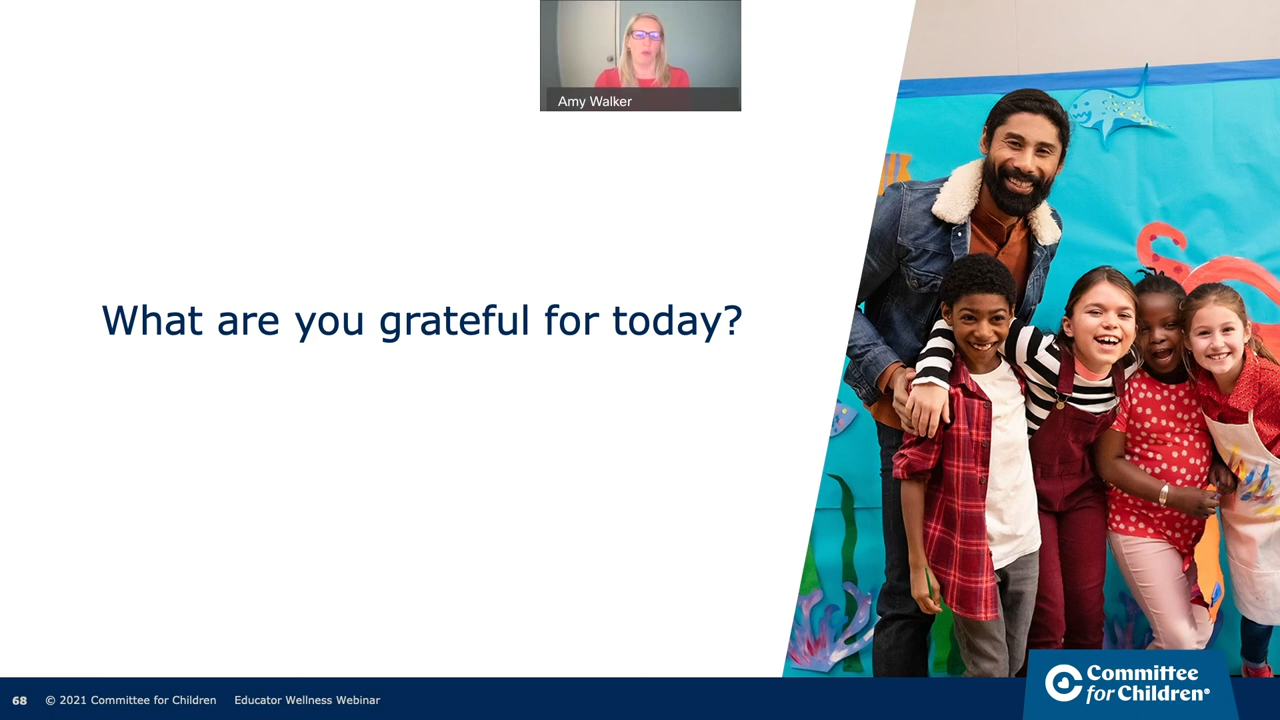 Amy Walker
What are you grateful for today?
68 © 2021 Committee for Children Educator Wellness Webinar
Committee
for Children®